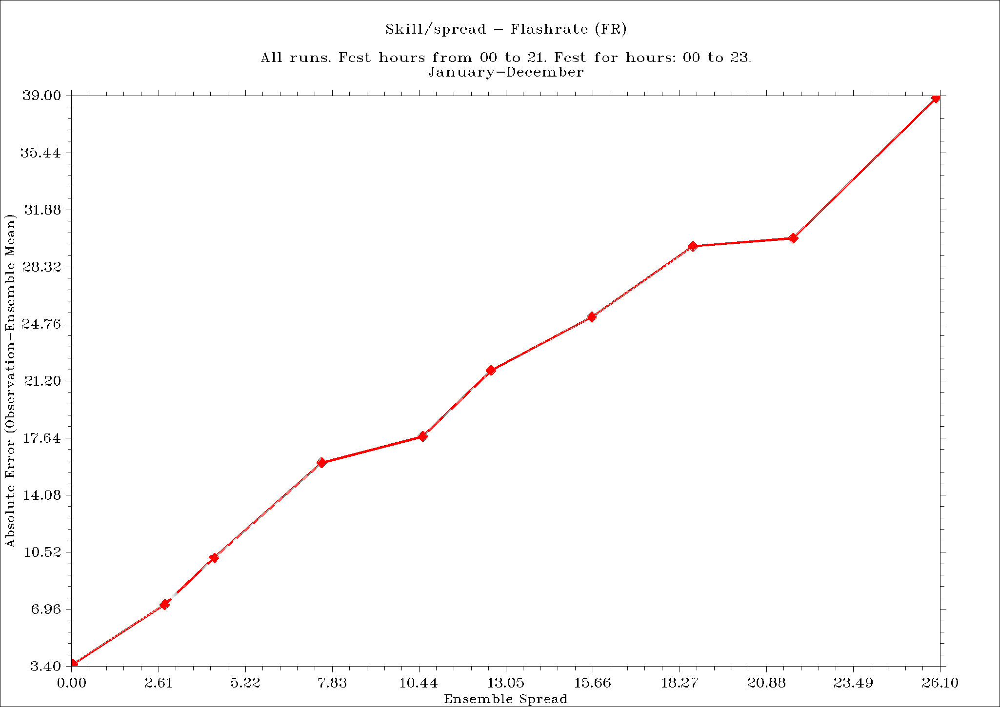 Skill/spread - Flashrate (FR)
All runs. Fcst hours from 00 to 21. Fcst for hours: 00 to 23.
January-December
39.00
35.44
31.88
28.32
24.76
21.20
17.64
14.08
10.52
6.96
3.40
Absolute Error (Observation-Ensemble Mean)
0.00 2.61 5.22 7.83 10.44 13.05 15.66 18.27 20.88 23.49 26.10
Ensemble Spread